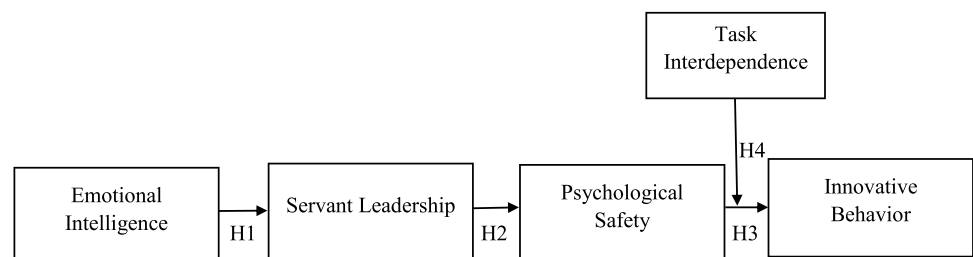 Task
Interdependence
H4
Emotional
Intelligence
H1
Servant Leadership
H2
Psychological
Safety
H3
Innovative
Behavior